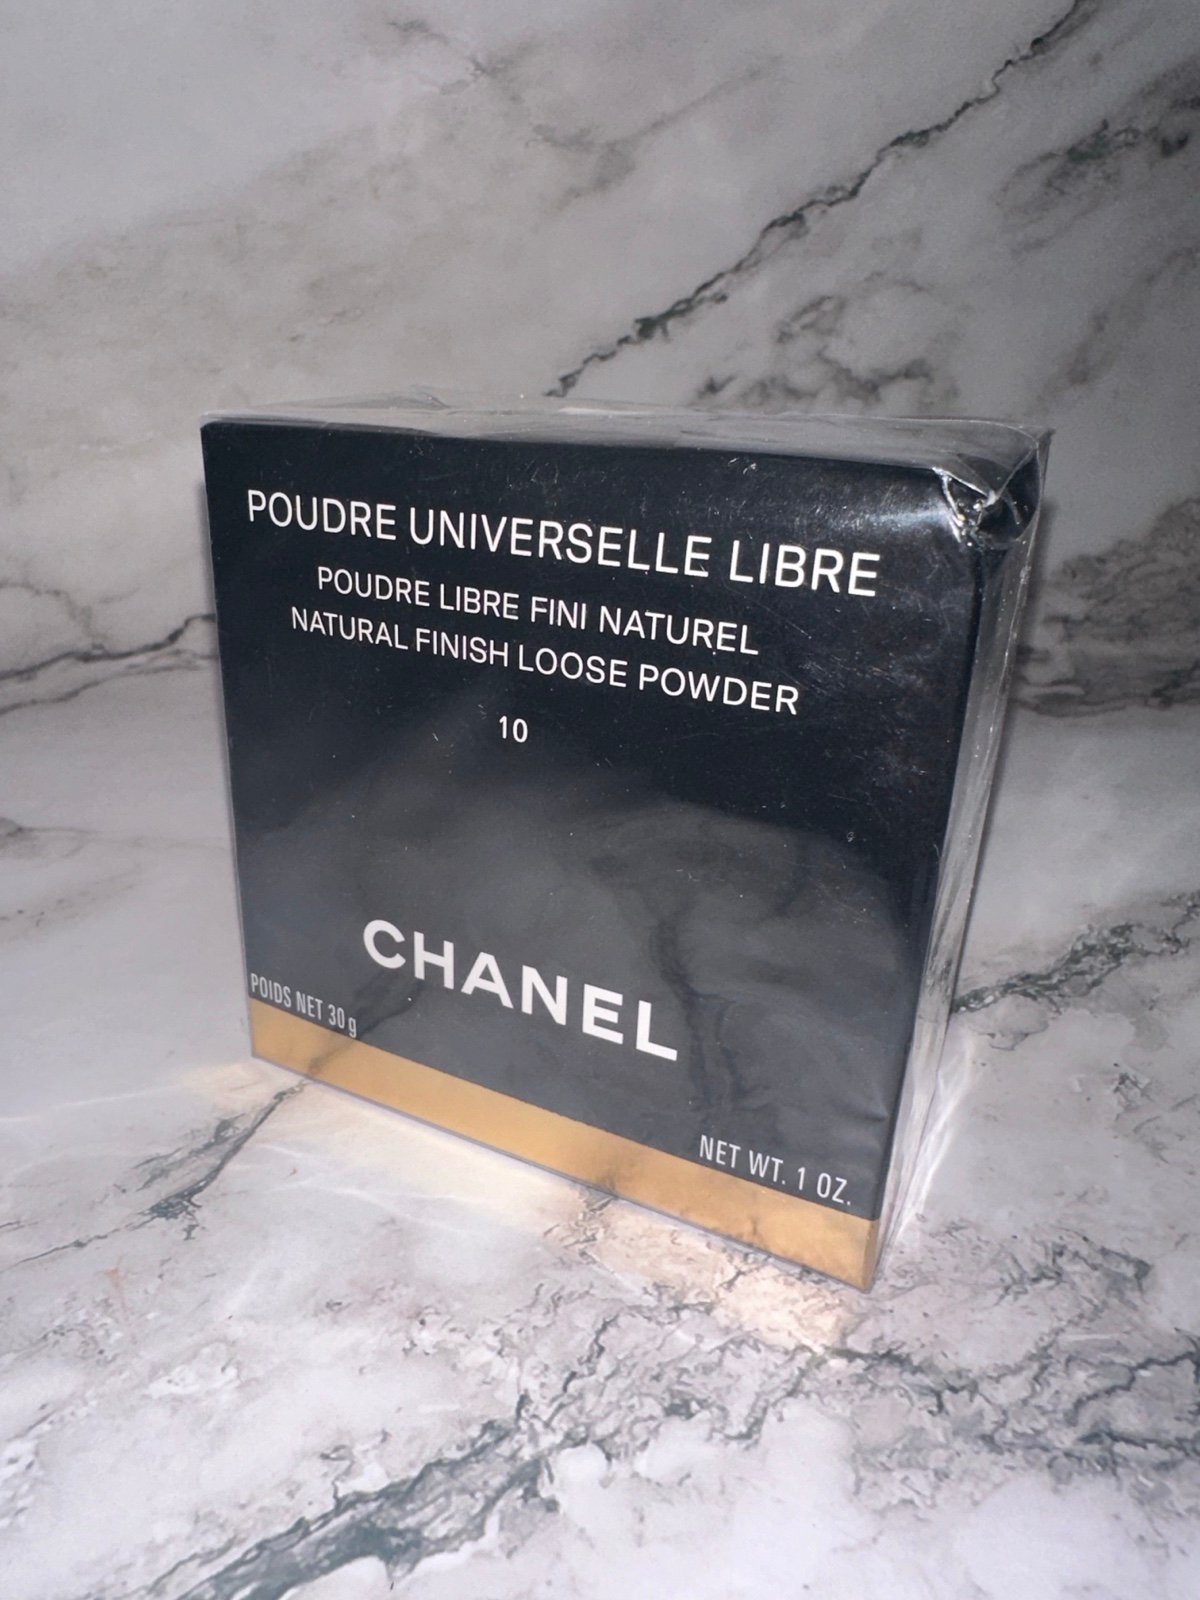 POUDRE UNIVERSELLE LIBRE
POUDRE LIBRE FINI NATUREL
NATURAL FINISH LOOSE POWDER
10
CHANEL
POIDS NET 30 g
NET WT. 1 OZ.